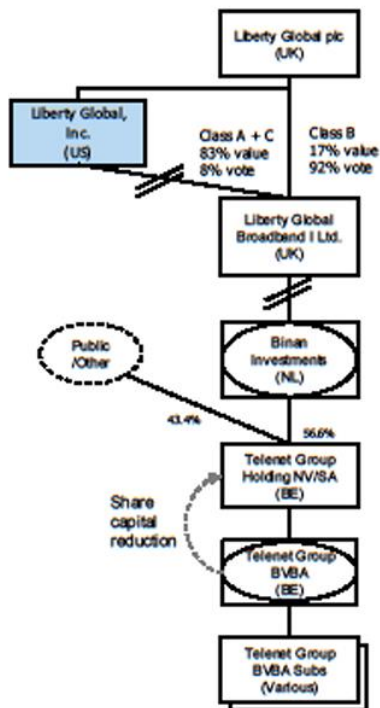 Liberty Global plc
(UK)
Liberty Global,
Inc.
(US)
Class A + C
83% value
8% vote
Class B
17% value
92% vote
Liberty Global
Broadband I Ltd.
(UK)
Public
/Other
Binan
Investments
(NL)
43.4%
56.6%
Telenet Group
Holding NV/SA
(BE)
Share
capital
reduction
Telenet Group
BVBA
(BE)
Telenet Group
BVBA Subs
(Various)